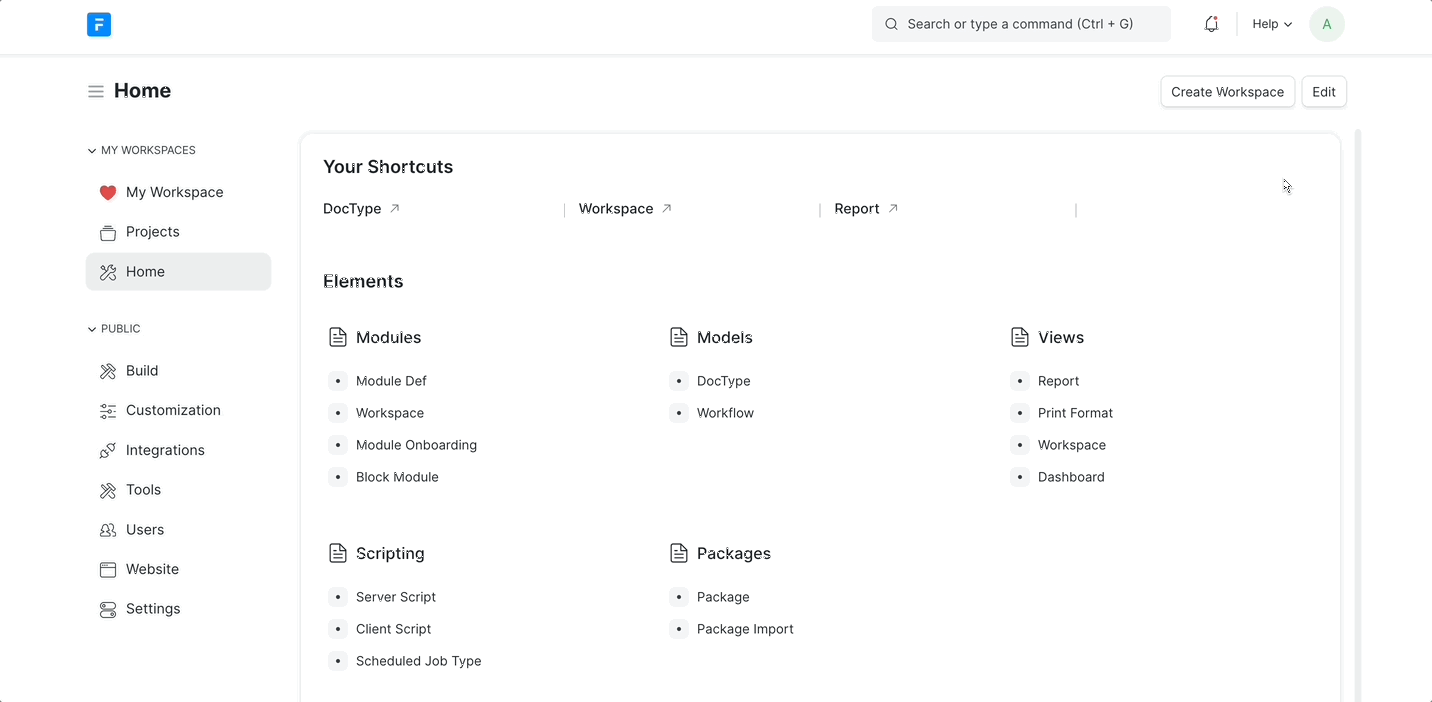 F
Search or type a command (Ctrl + G)
Help
A
Home
Create Workspace
Edit
MY WORKSPACES
My Workspace
Projects
Home
PUBLIC
Build
Customization
Integrations
Tools
Users
Website
Settings
Your Shortcuts
DocType
Workspace
Report
Elements
Modules
Module Def
Workspace
Module Onboarding
Block Module
Models
DocType
Workflow
Views
Report
Print Format
Workspace
Dashboard
Scripting
Server Script
Client Script
Scheduled Job Type
Packages
Package
Package Import